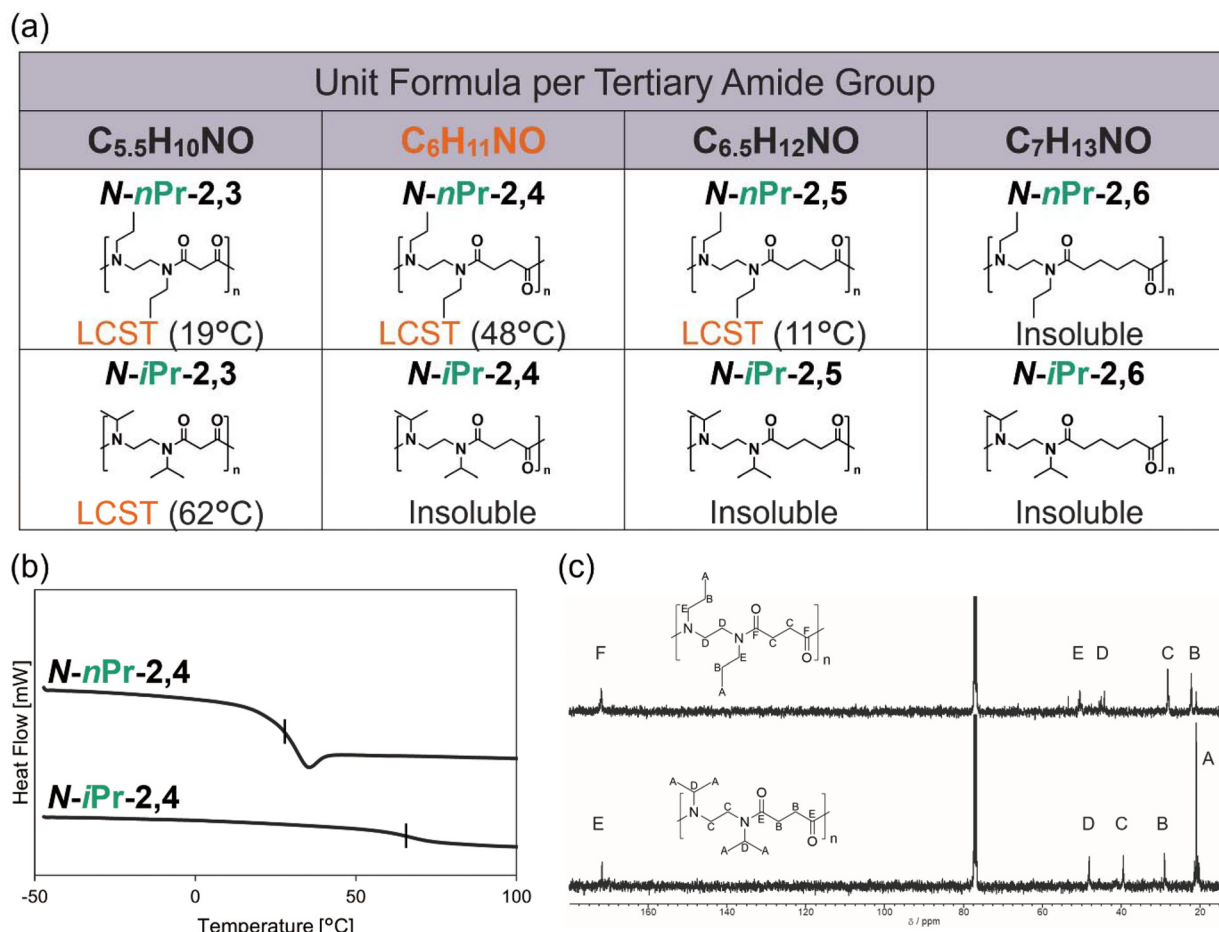 (a)
Unit Formula per Tertiary Amide Group
C5.5H10NO C6H11NO C6.5H12NO C7H13NO
N-nPr-2,3 N-nPr-2,4 N-nPr-2,5 N-nPr-2,6
N N O O n
N N O O n
N N O O n
N N O O n
LCST (19°C) LCST (48°C) LCST (11°C) Insoluble
N-iPr-2,3 N-iPr-2,4 N-iPr-2,5 N-iPr-2,6
N N O O n
N N O O n
N N O O n
N N O O n
LCST (62°C) Insoluble Insoluble Insoluble
(b)
Heat Flow [mW]
N-nPr-2,4
N-iPr-2,4
-50 0 50 100
Temperature [°C]
(c)
A
B
E O
N D C F
D N F C O n
B E
A
F E D C B
A
A D A
N C O B E
C N E B O n
A D A
E D C B
160 140 120 100 80 60 40 20
δ / ppm